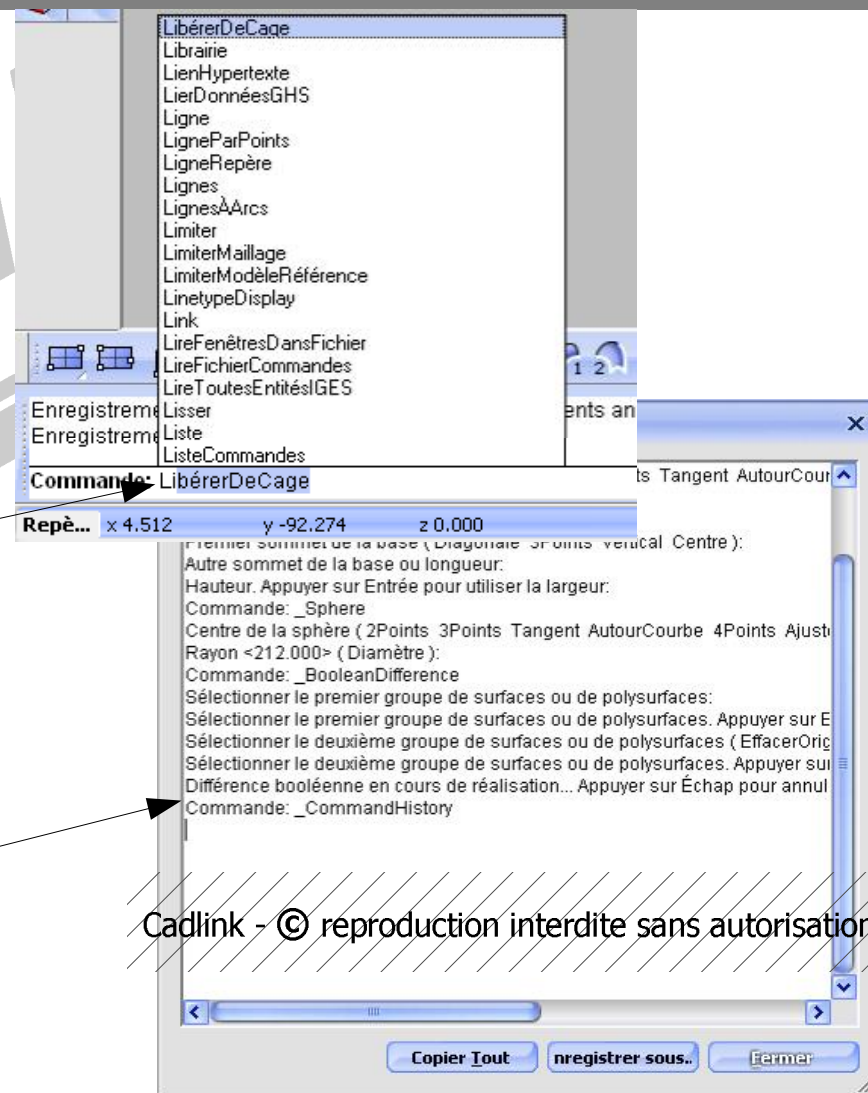 LibérerDeCage
Librairie
LienHypertexte
LierDonnéesGHS
Ligne
LigneParPoints
LigneRepère
Lignes
LignesÀArcs
Limiter
LimiterMaillage
LimiterModèleRéférence
LinetypeDisplay
Link
LireFenêtresDansFichier
LireFichierCommandes
LireToutesEntitésIGES
Lisser
Liste
ListeCommandes
1 2
Enregistreme ents an
Enregistreme
Commande: LibérerDeCage
Repè... x 4.512 y -92.274 z 0.000
ts Tangent AutourCour
Premier sommet de la base ( Diagonale 3Points Vertical Centre ):
Autre sommet de la base ou longueur:
Hauteur. Appuyer sur Entrée pour utiliser la largeur:
Commande: _Sphere
Centre de la sphère ( 2Points 3Points Tangent AutourCourbe 4Points Ajust
Rayon <212.000> ( Diamètre ):
Commande: _BooleanDifference
Sélectionner le premier groupe de surfaces ou de polysurfaces:
Sélectionner le premier groupe de surfaces ou de polysurfaces. Appuyer sur E
Sélectionner le deuxième groupe de surfaces ou de polysurfaces ( EffacerOrig
Sélectionner le deuxième groupe de surfaces ou de polysurfaces. Appuyer sur
Différence booléenne en cours de réalisation... Appuyer sur Échap pour annul
Commande: _CommandHistory
Cadlink - © reproduction interdite sans autorisation
Copier Tout nregistrer sous.. Fermer